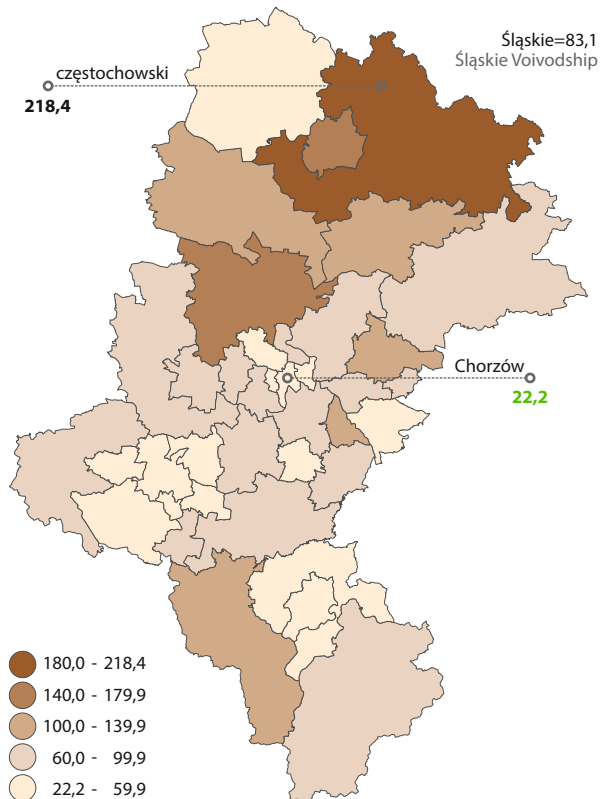 Śląskie=83,1
Śląskie Voivodship
częstochowski
218,4
Chorzów
22,2
180,0 - 218,4
140,0 - 179,9
100,0 - 139,9
60,0 - 99,9
22,2 - 59,9